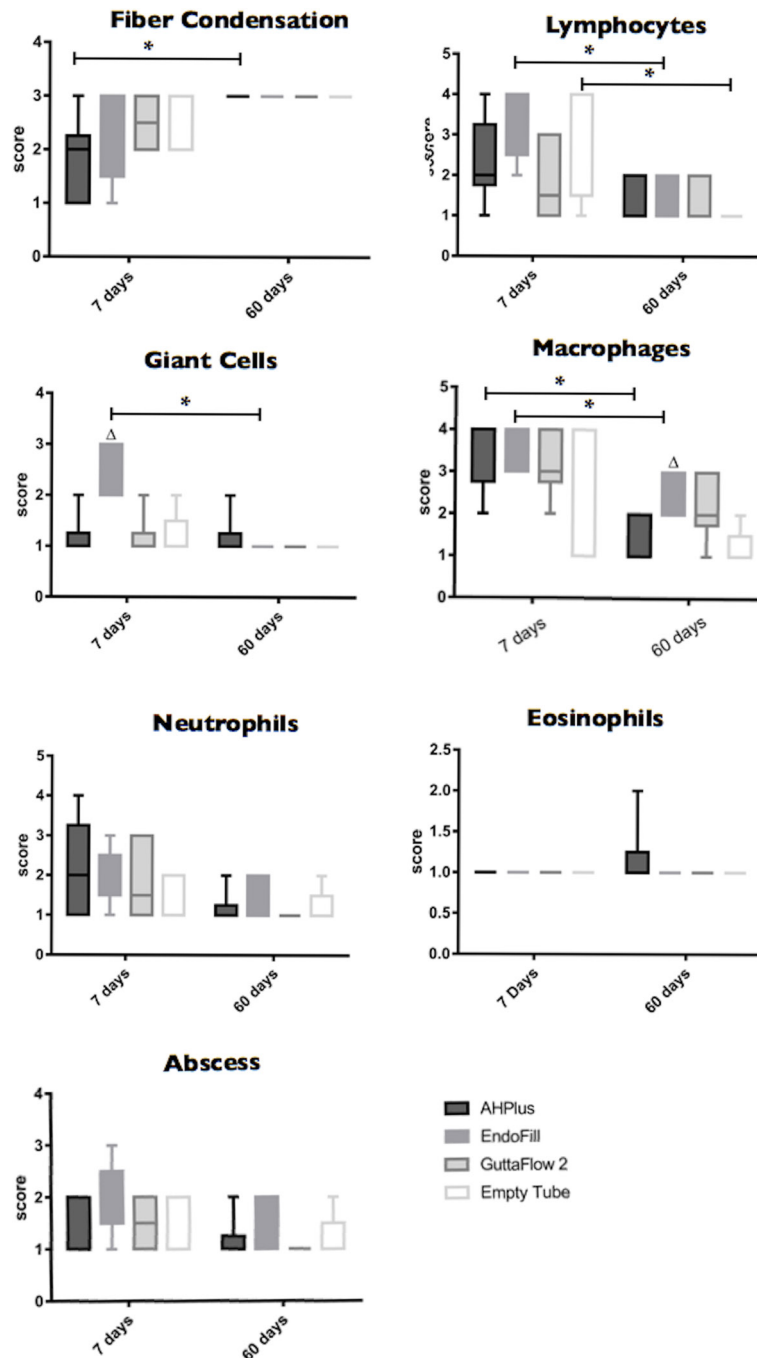 Fiber Condensation
*
4
3
2
1
0
score
7 days
60 days
Lymphocytes
*
*
5
4
3
2
1
0
7 days
60 days
Giant Cells
*
Δ
4
3
2
1
0
score
7 days
60 days
Macrophages
*
*
Δ
5
4
3
2
1
0
score
7 days
60 days
Neutrophils
5
4
3
2
1
0
score
7 days
60 days
Eosinophils
2.5
2.0
1.5
1.0
0.5
0.0
score
7 Days
60 days
Abscess
4
3
2
1
0
score
7 days
60 days
AHPlus
EndoFill
GuttaFlow 2
Empty Tube